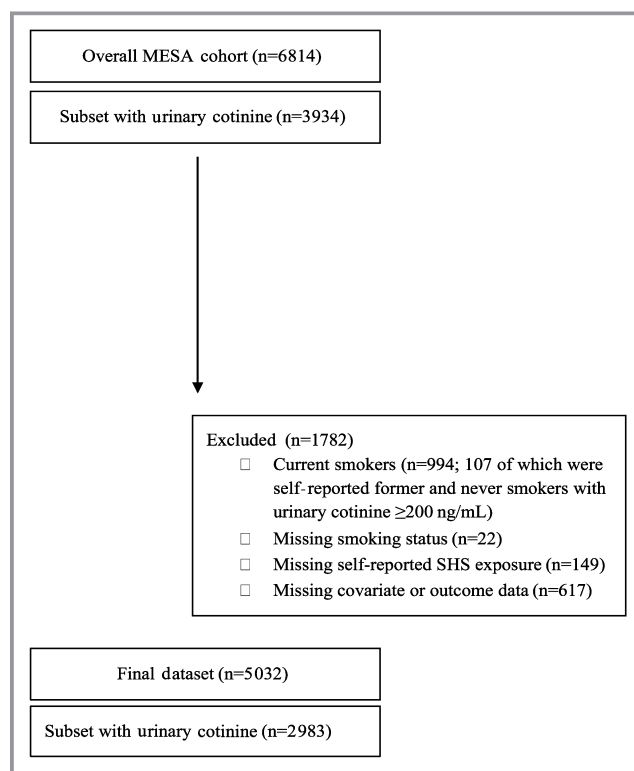 Overall MESA cohort (n=6814)
Subset with urinary cotinine (n=3934)
Excluded (n=1782)
□ Current smokers (n=994; 107 of which were
self-reported former and never smokers with
urinary cotinine ≥200 ng/mL)
□ Missing smoking status (n=22)
□ Missing self-reported SHS exposure (n=149)
□ Missing covariate or outcome data (n=617)
Final dataset (n=5032)
Subset with urinary cotinine (n=2983)